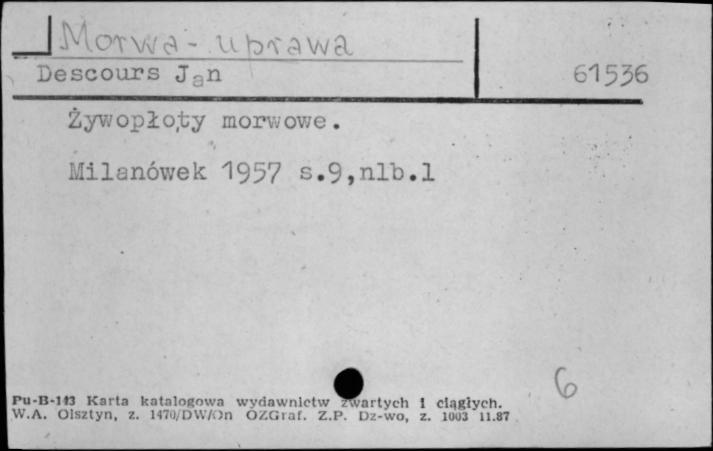 Morwa - uprawa
Descours Jan 61536
Żywopłoty morwowe.
Milanówek 1957 s.9,nlb.1
6
Pu-B-143 Karta katalogowa wydawnictw zwartych i ciągłych.
W.A. Olsztyn, z. 1470/DW/On OZGraf. Z.P. Dz-wo, z. 1003 11.87